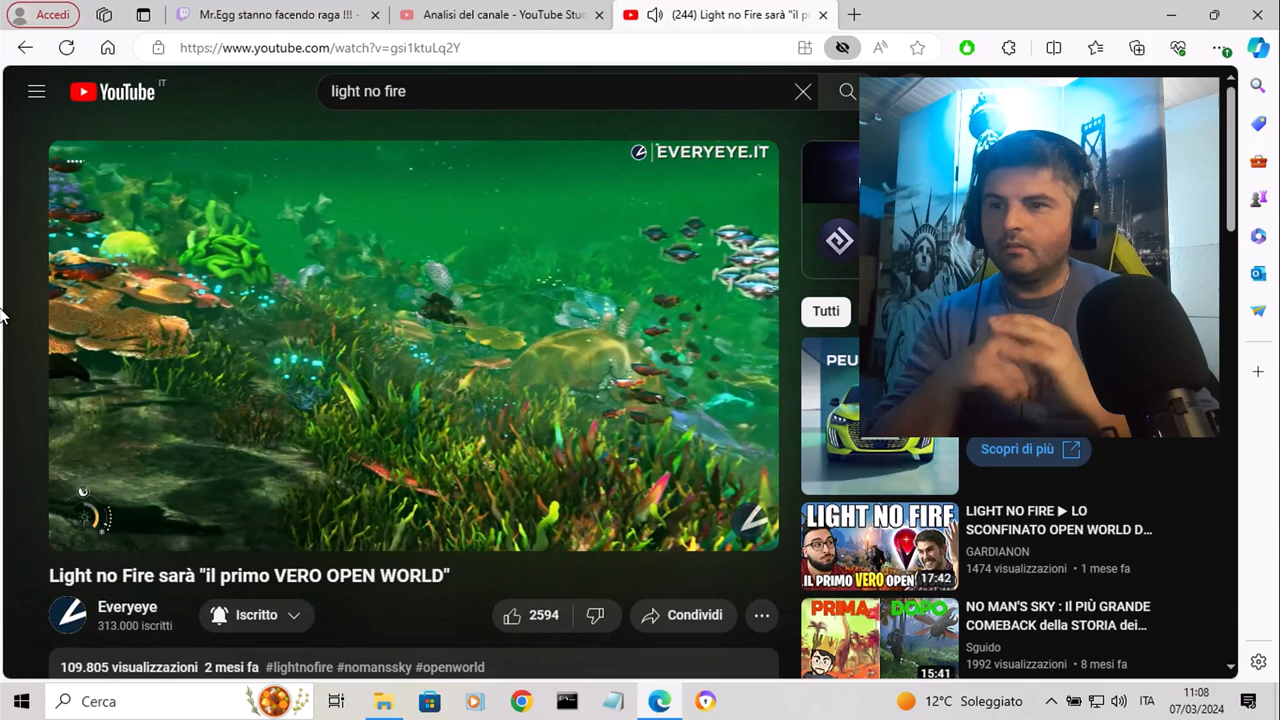 Accedi
Mr.Egg stanno facendo raga !!! -
Analisi del canale - YouTube Stud
(244) Light no Fire sarà "il p
https://www.youtube.com/watch?v=gsi1ktuLq2Y
YouTube IT
light no fire
EVERYEYE.IT
Tutti
PEU
Scopri di più
LIGHT NO FIRE
IL PRIMO VERO OPEN
17:42
LIGHT NO FIRE ▶ LO
SCONFINATO OPEN WORLD D...
GARDIANON
1474 visualizzazioni • 1 mese fa
Light no Fire sarà "il primo VERO OPEN WORLD"
Everyeye
313.000 iscritti
Iscritto
2594
Condividi
PRIMA
DOPO
15:41
NO MAN'S SKY : Il PIÙ GRANDE
COMEBACK della STORIA dei...
Sguido
1992 visualizzazioni • 8 mesi fa
109.805 visualizzazioni 2 mesi fa #lightnofire #nomanssky #openworld
Cerca
12°C Soleggiato
ITA
11:08
07/03/2024